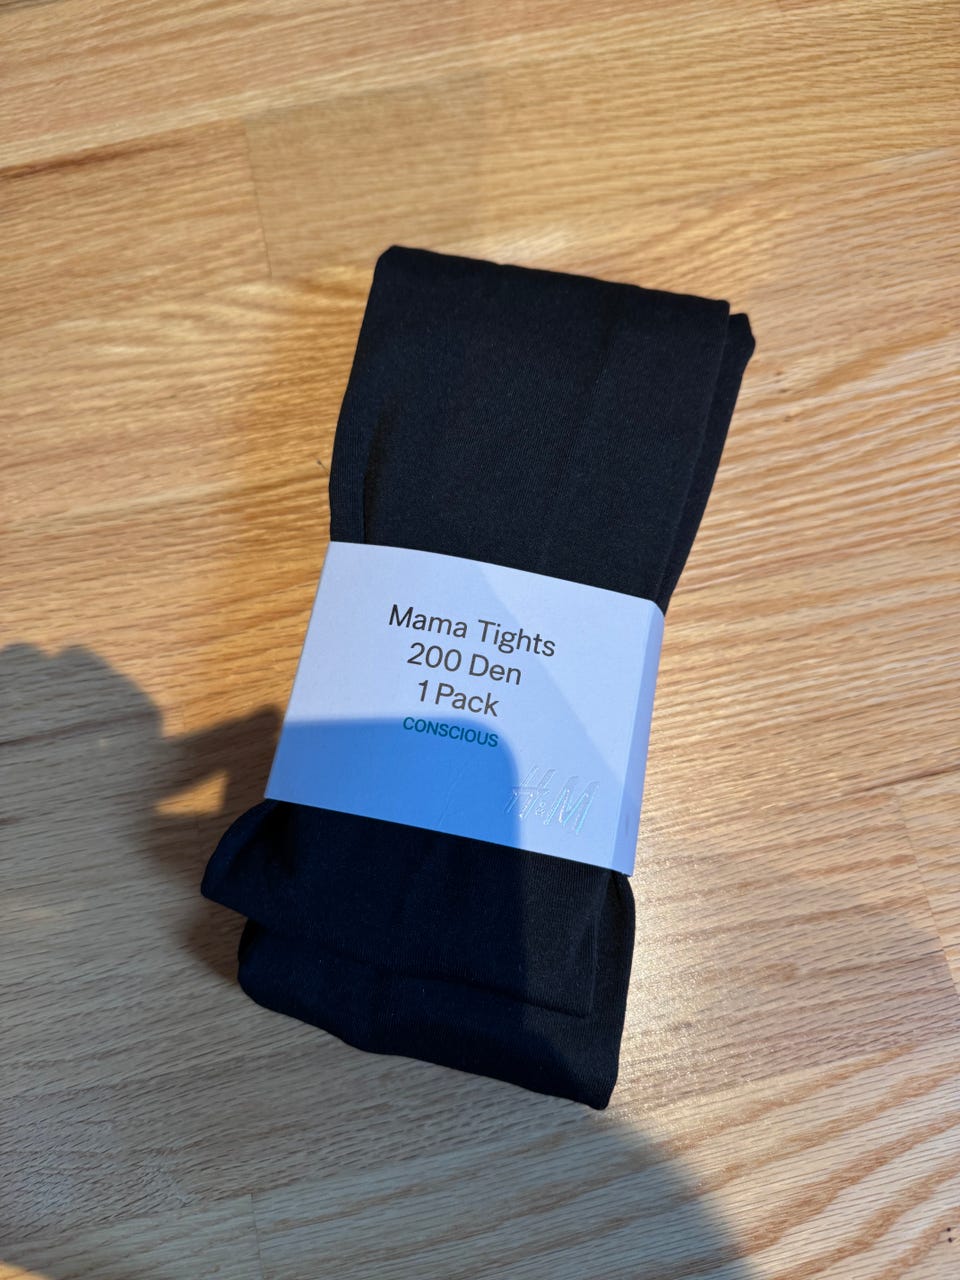 Mama Tights
200 Den
1 Pack
CONSCIOUS
H&M